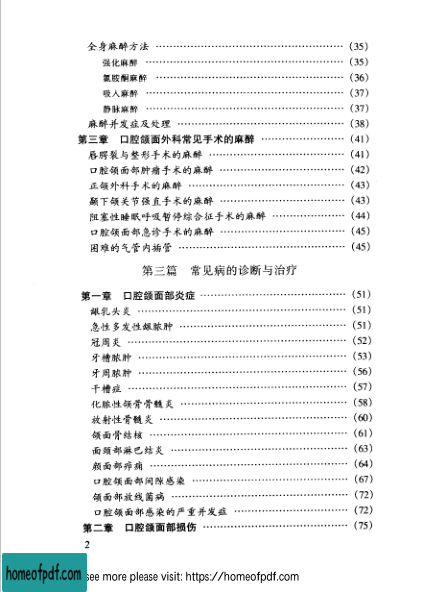 全身麻醉方法 ………………………………………… (35)
强化麻醉 ………………………………………… (35)
氯胺酮麻醉 ………………………………………… (36)
吸入麻醉 ………………………………………… (37)
静脉麻醉 ………………………………………… (37)
麻醉并发症及处理 ………………………………………… (38)
第三章 口腔颌面外科常见手术的麻醉 ………………………… (41)
唇腭裂与整形手术的麻醉 ………………………… (41)
口腔颌面部肿瘤手术的麻醉 ………………………… (42)
正颌外科手术的麻醉 ………………………… (43)
颞下颌关节强直手术的麻醉 ………………………… (43)
阻塞性睡眠呼吸暂停综合征手术的麻醉 ……………… (44)
口腔颌面部急诊手术的麻醉 ………………………… (45)
困难的气管内插管 ………………………… (45)
第三篇 常见病的诊断与治疗
第一章 口腔颌面部炎症 ………………………… (51)
龈乳头炎 ………………………………………… (51)
急性多发性龈脓肿 ………………………… (51)
冠周炎 ………………………………………… (52)
牙槽脓肿 ………………………………………… (53)
牙周脓肿 ………………………………………… (56)
干槽症 ………………………………………… (57)
化脓性颌骨骨髓炎 ………………………… (58)
放射性骨髓炎 ………………………… (60)
颌面骨结核 ………………………… (61)
面颈部淋巴结炎 ………………………… (63)
颜面部疖痈 ………………………… (64)
口腔颌面部间隙感染 ………………………… (67)
颌面部放线菌病 ………………………… (72)
口腔颌面部感染的严重并发症 ………………………… (72)
第二章 口腔颌面部损伤 ………………………… (75)
2
homeofpdf.com see more please visit: https://homeofpdf.com